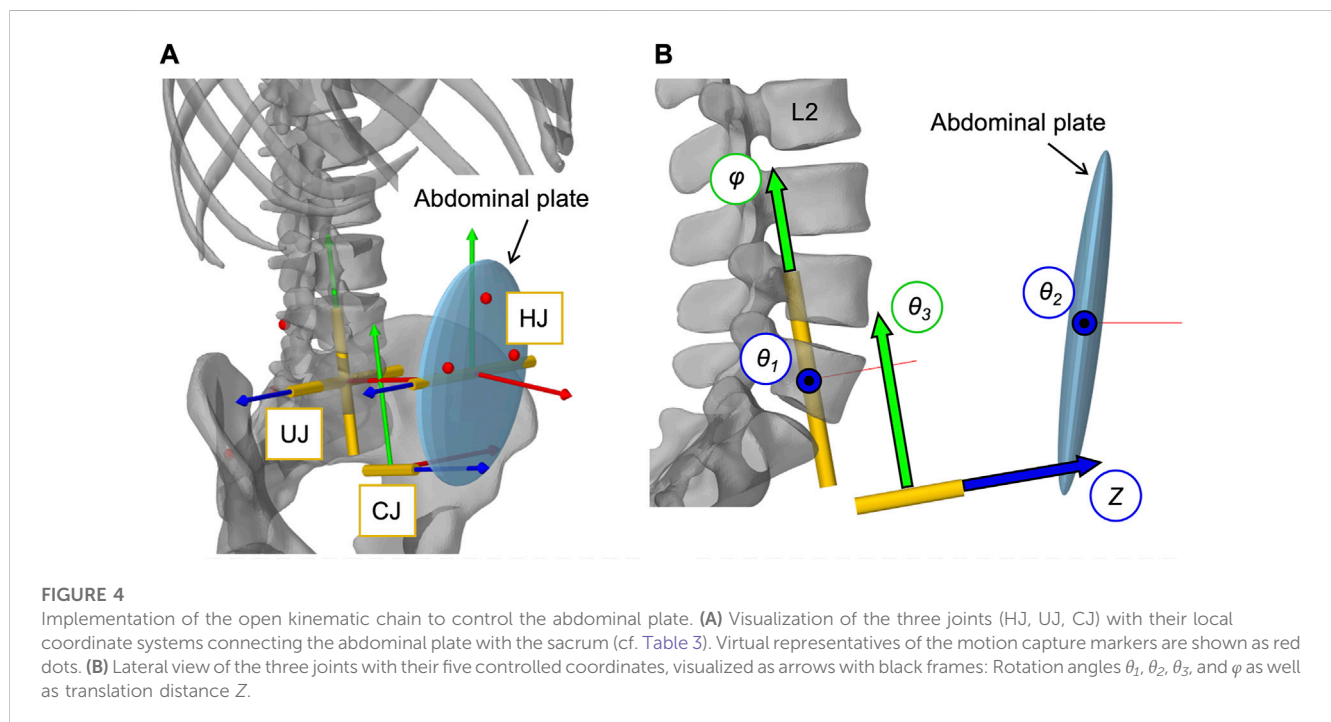 A
B
L2
Abdominal plate
φ
Abdominal plate
θ3
HJ
θ2
θ1
UJ
CJ
Z
FIGURE 4
Implementation of the open kinematic chain to control the abdominal plate. (A) Visualization of the three joints (HJ, UJ, CJ) with their local
coordinate systems connecting the abdominal plate with the sacrum (cf. Table 3). Virtual representatives of the motion capture markers are shown as red
dots. (B) Lateral view of the three joints with their five controlled coordinates, visualized as arrows with black frames: Rotation angles θ1, θ2, θ3, and φ as well
as translation distance Z.